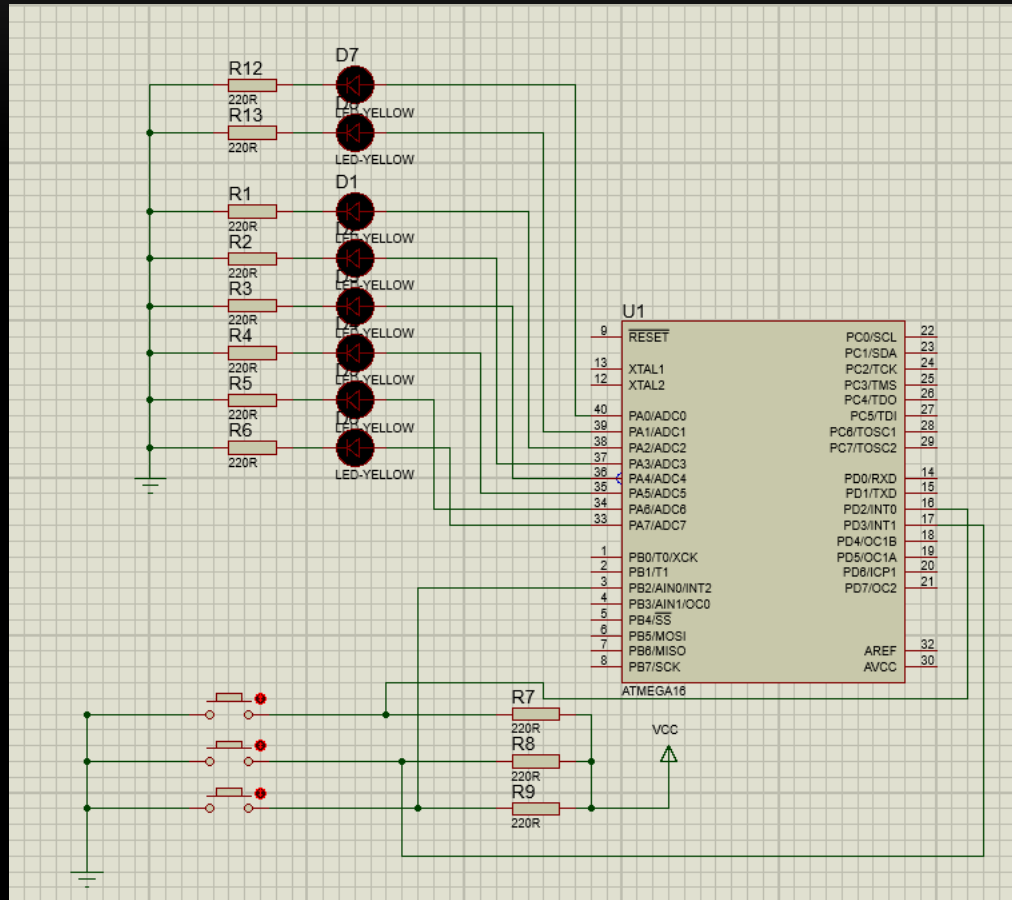 D7
R12
220R
LED-YELLOW
R13
220R
LED-YELLOW
D1
R1
220R
LED-YELLOW
R2
220R
LED-YELLOW
R3
220R
LED-YELLOW
R4
220R
LED-YELLOW
R5
220R
LED-YELLOW
R6
220R
LED-YELLOW
U1
9 RESET
13 XTAL1
12 XTAL2
40 PA0/ADC0
39 PA1/ADC1
38 PA2/ADC2
37 PA3/ADC3
36 PA4/ADC4
35 PA5/ADC5
34 PA6/ADC6
33 PA7/ADC7
1 PB0/T0/XCK
2 PB1/T1
3 PB2/AIN0/INT2
4 PB3/AIN1/OC0
5 PB4/SS
6 PB5/MOSI
7 PB6/MISO
8 PB7/SCK
PC0/SCL 22
PC1/SDA 23
PC2/TCK 24
PC3/TMS 25
PC4/TDO 26
PC5/TDI 27
PC6/TOSC1 28
PC7/TOSC2 29
PD0/RXD 14
PD1/TXD 15
PD2/INT0 16
PD3/INT1 17
PD4/OC1B 18
PD5/OC1A 19
PD6/ICP1 20
PD7/OC2 21
AREF 32
AVCC 30
ATMEGA16
R7
220R
R8
220R
R9
220R
VCC